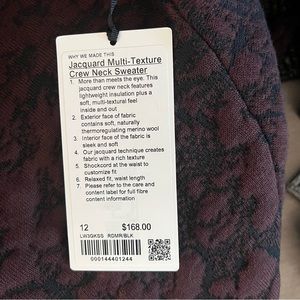 WHY WE MADE THIS
Jacquard Multi-Texture
Crew Neck Sweater
1. More than meets the eye. This
jacquard crew neck features
lightweight insulation plus a
soft, multi-textural feel
inside and out
2. Exterior face of the fabric
contains soft, naturally
thermoregulating merino wool
3. Interior face of the fabric is
sleek and soft
4. Our jacquard technique creates
fabric with a rich texture
5. Shockcord at the waist to
customize fit
6. Relaxed fit, waist length
7. Please refer to the care and
content label for full fibre
content information
12 $168.00
LW3GKSS RDMR/BLK
000144401244